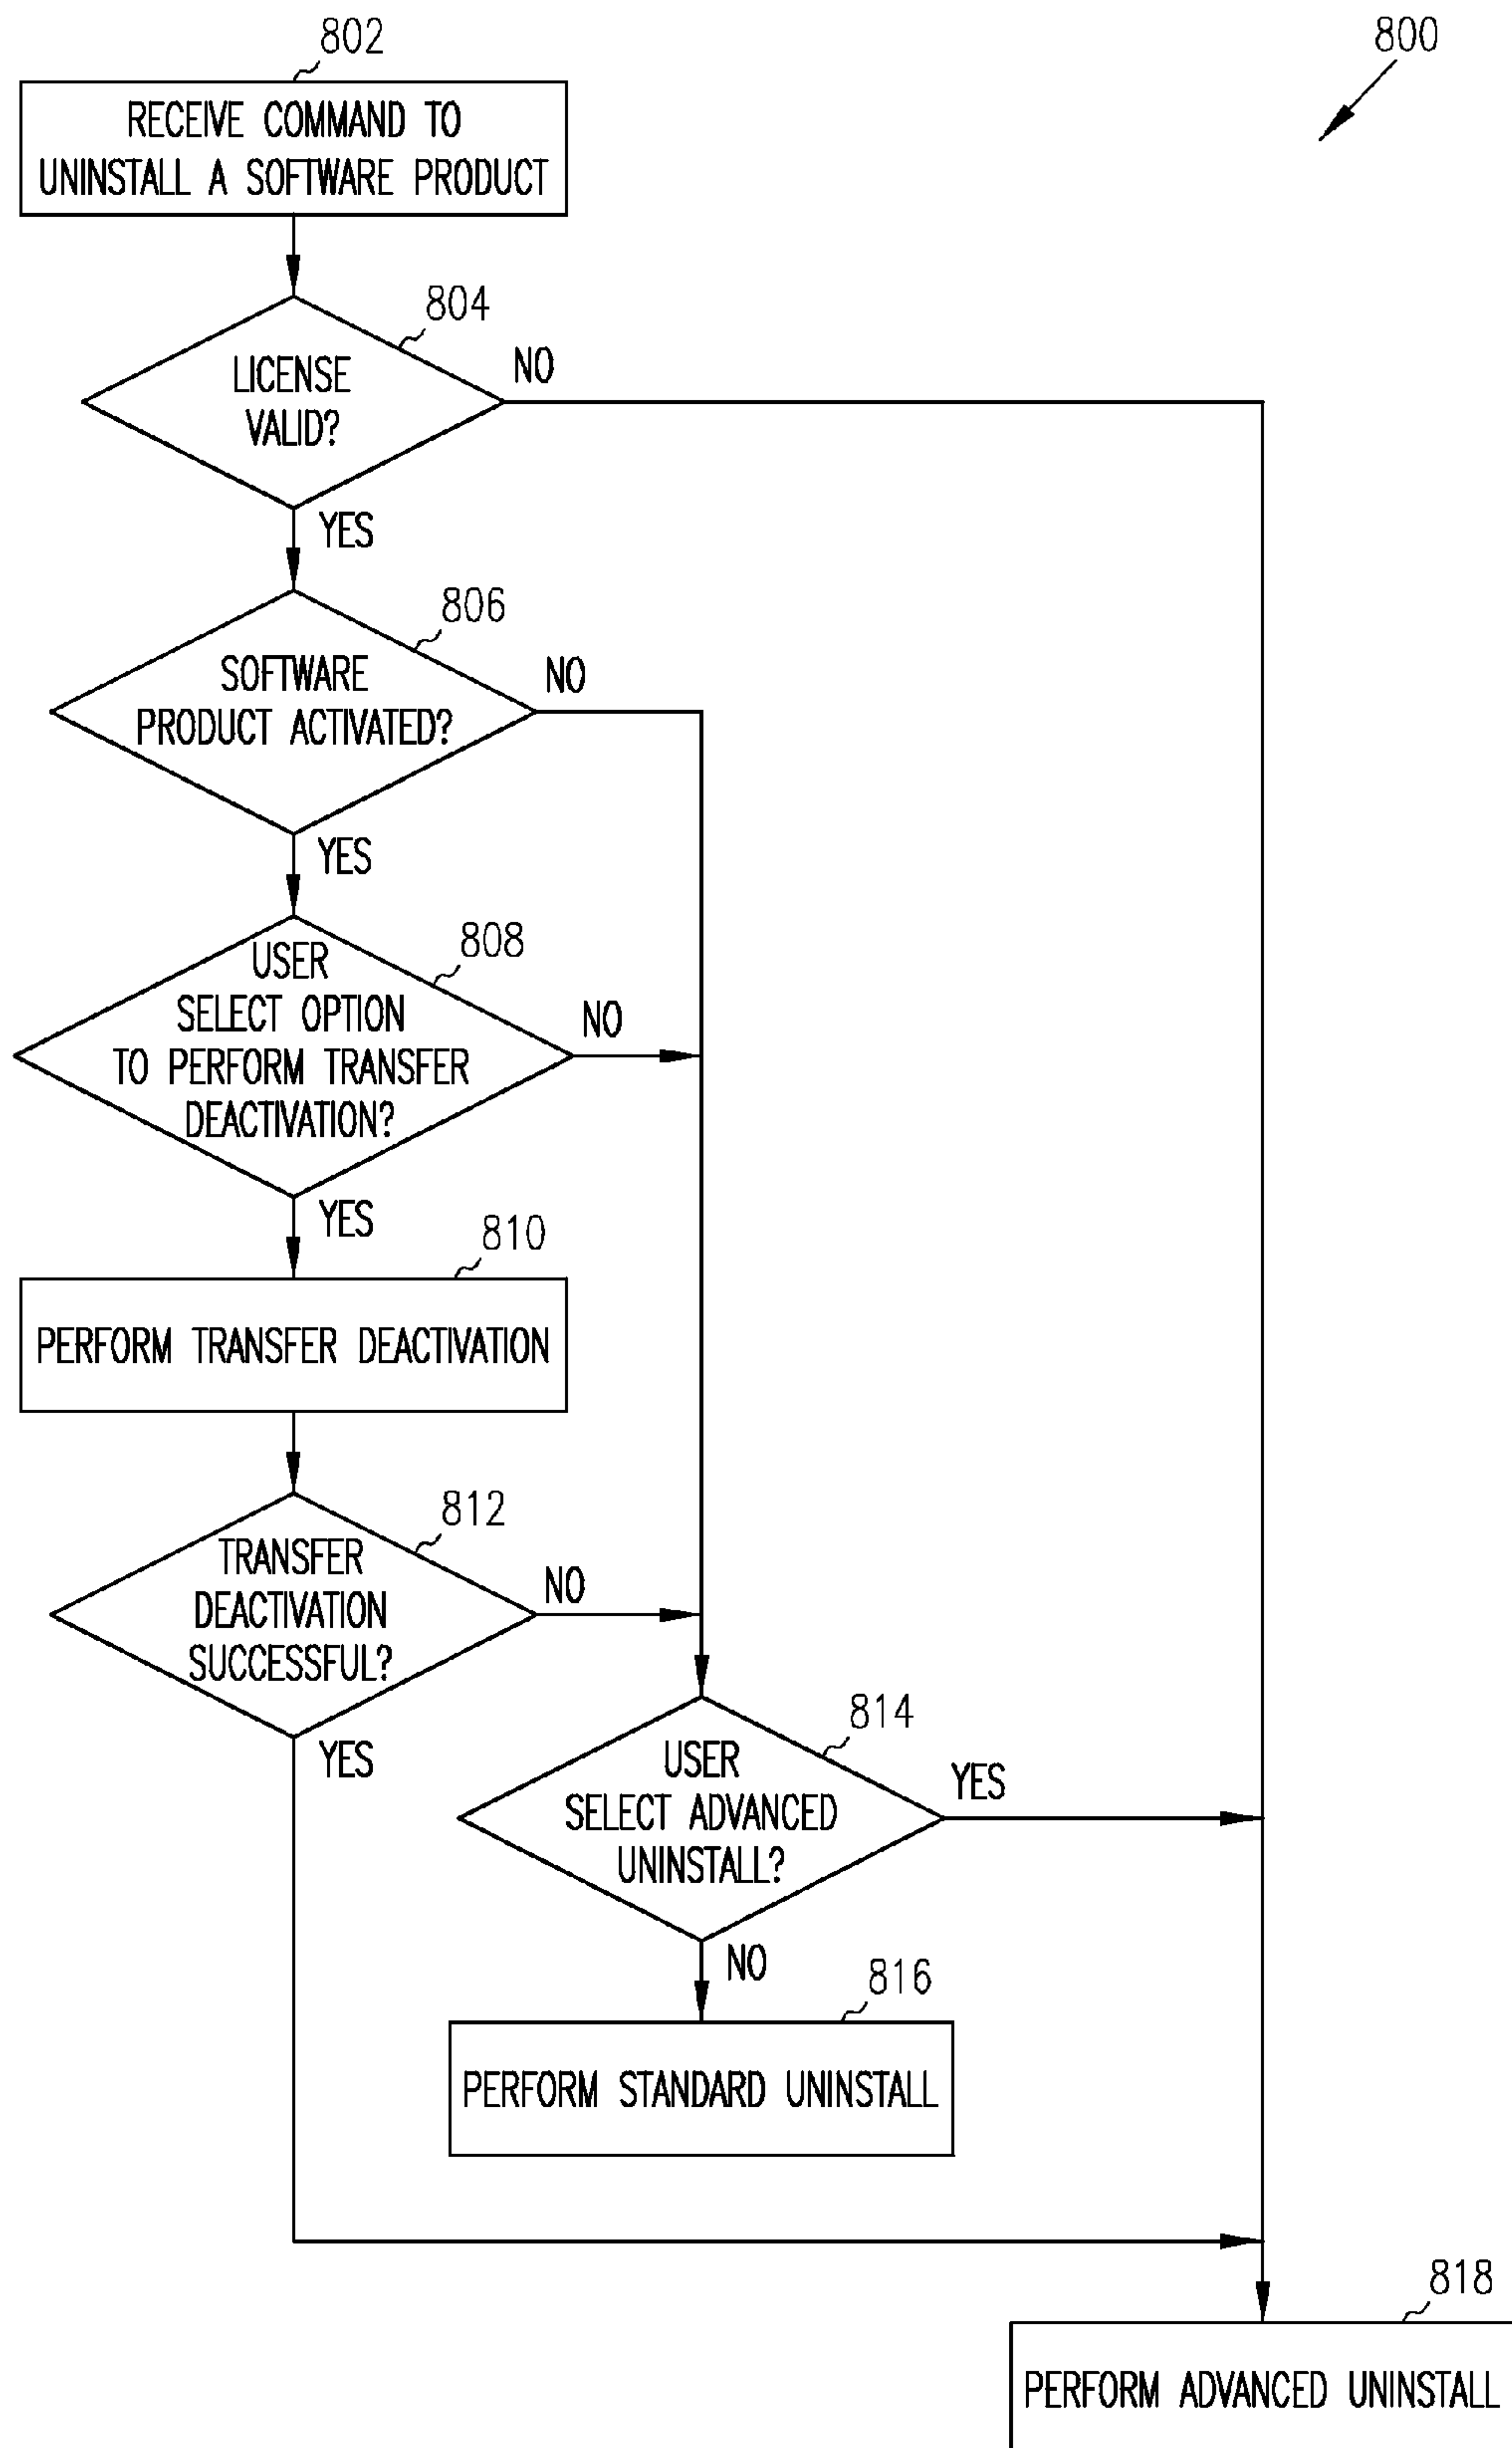 802
800
RECEIVE COMMAND TO
UNINSTALL A SOFTWARE PRODUCT
804
LICENSE
VALID?
NO
YES
806
SOFTWARE
PRODUCT ACTIVATED?
NO
YES
808
USER
SELECT OPTION
TO PERFORM TRANSFER
DEACTIVATION?
NO
YES
810
PERFORM TRANSFER DEACTIVATION
812
TRANSFER
DEACTIVATION
SUCCESSFUL?
NO
YES
814
USER
SELECT ADVANCED
UNINSTALL?
YES
NO
816
PERFORM STANDARD UNINSTALL
818
PERFORM ADVANCED UNINSTALL